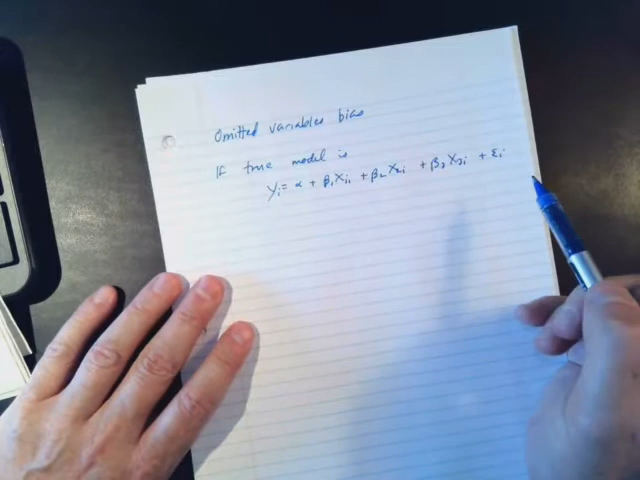 Omitted variables bias
If true model is
Yi = α + β1X1i + β2X2i + β3X3i + εi